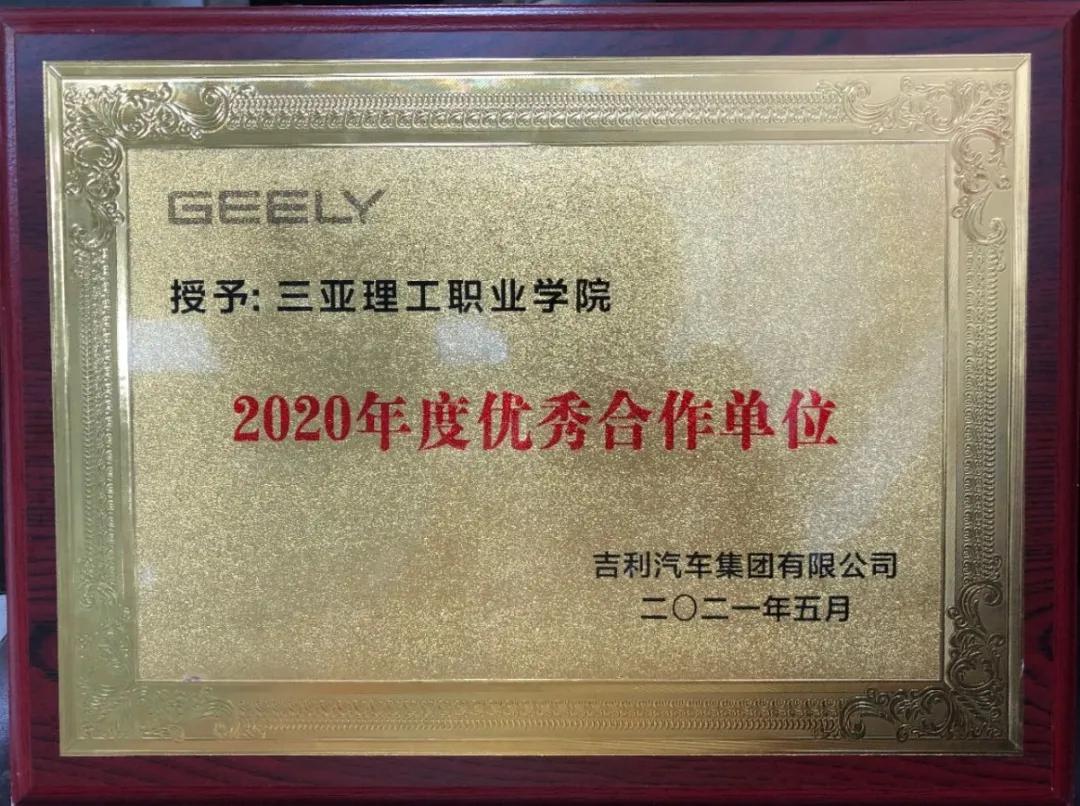 GEELY
授予: 三亚理工职业学院
2020年度优秀合作单位
吉利汽车集团有限公司
二〇二一年五月